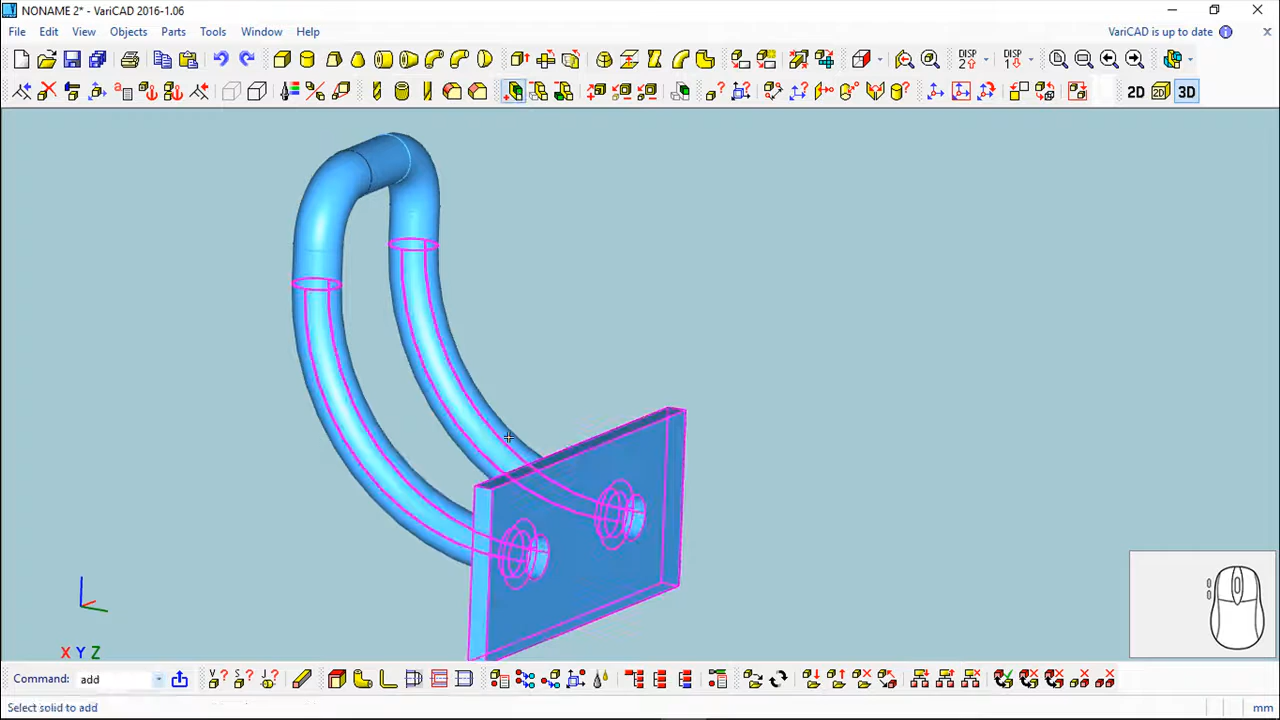 NONAME 2* - VariCAD 2016-1.06
File Edit View Objects Parts Tools Window Help
VariCAD is up to date
DISP 2
DISP 1
2D 2D 3D
X Y Z
Command: add
Select solid to add
mm